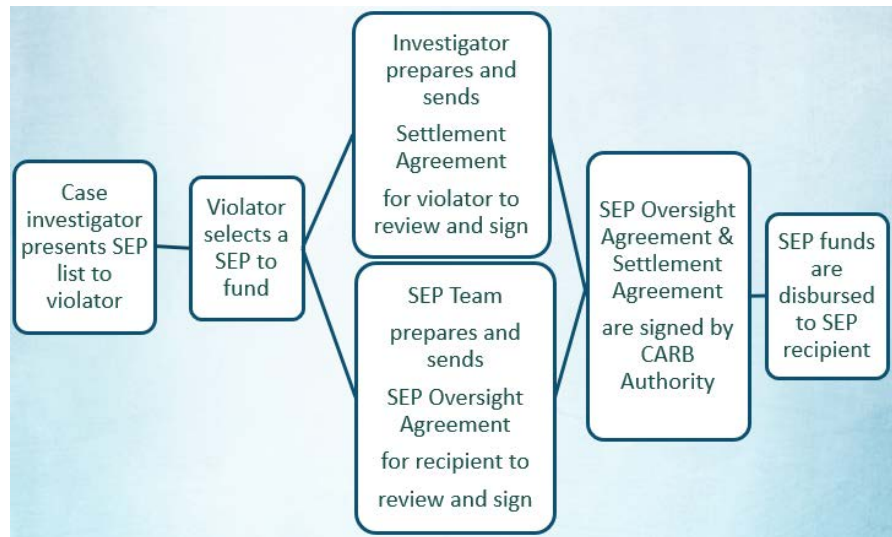 Case
investigator
presents SEP
list to
violator
Violator
selects a
SEP to
fund
Investigator
prepares and
sends
Settlement
Agreement
for violator to
review and sign
SEP Team
prepares and
sends
SEP Oversight
Agreement
for recipient to
review and sign
SEP Oversight
Agreement &
Settlement
Agreement
are signed by
CARB
Authority
SEP funds
are
disbursed
to SEP
recipient